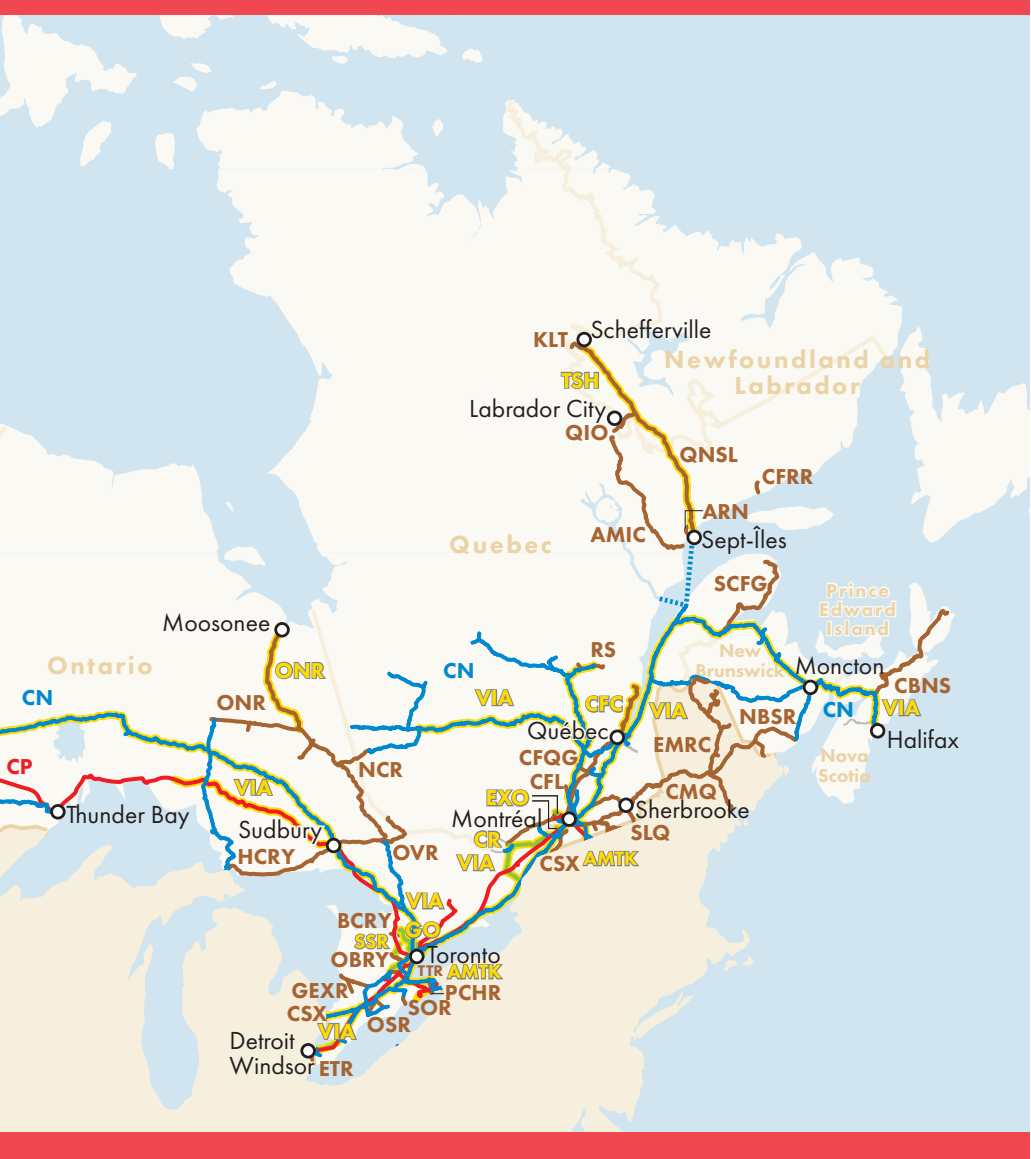 KLT
Schefferville
Newfoundland and
Labrador
TSH
Labrador City
QIO
QNSL
CFRR
ARN
AMIC
Sept-Îles
Quebec
SCFG
Prince
Edward
Island
Moosonee
RS
New
Brunswick
Moncton
Ontario
ONR
CN
CN
VIA
ONR
CFC
VIA
CBNS
CN
VIA
NBSR
Québec
Halifax
EMRC
CFQG
Nova
Scotia
CP
NCR
CFL
VIA
EXO
CMQ
Thunder Bay
Montréal
Sherbrooke
Sudbury
CR
SLQ
HCRY
OVR
VIA
CSX
AMTK
VIA
BCRY
GO
SSR
OBRY
Toronto
TTR
AMTK
GEXR
PCHR
CSX
SOR
OSR
VIA
Detroit
Windsor
ETR